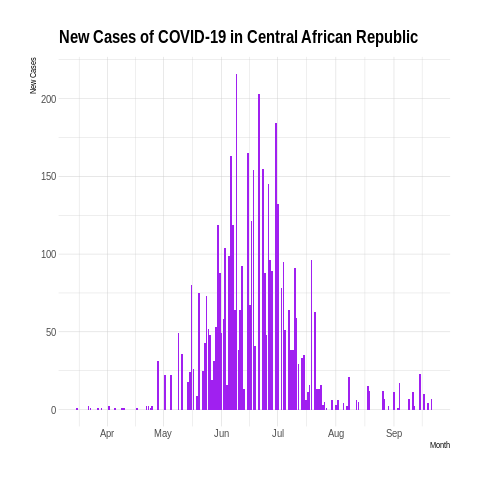 New Cases of COVID-19 in Central African Republic
New Cases
200
150
100
50
0
Apr May Jun Jul Aug Sep
Month